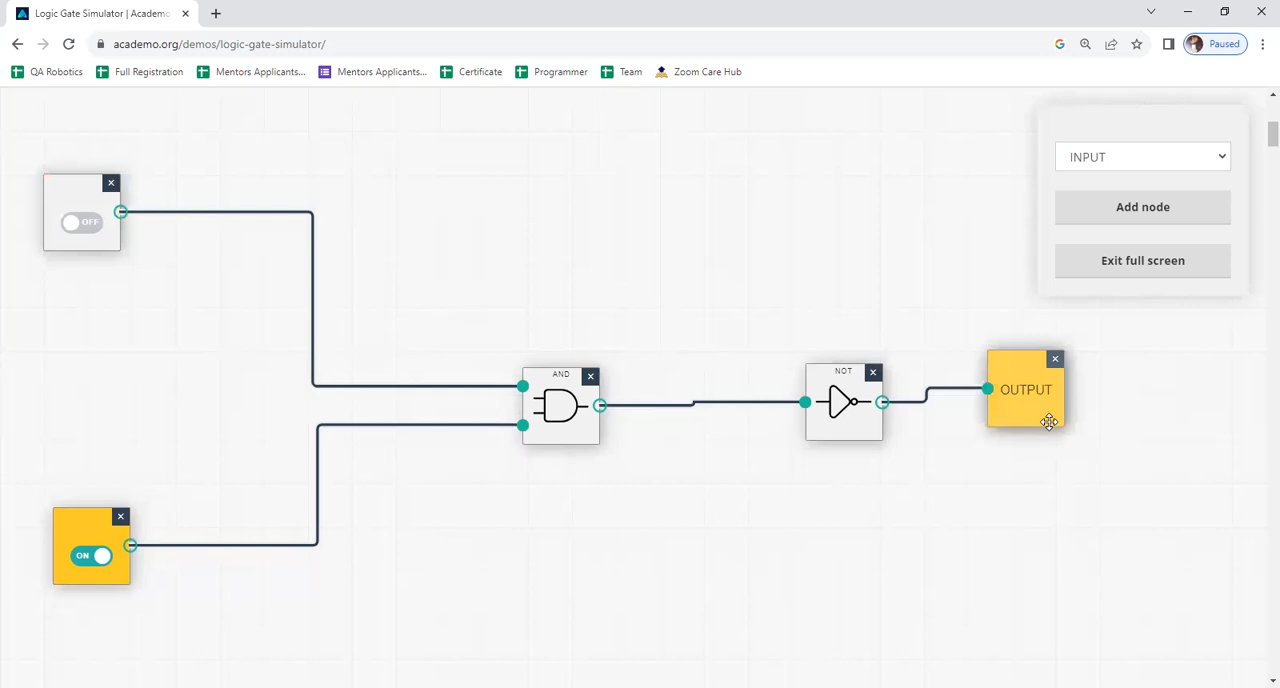 Logic Gate Simulator | Academo
academo.org/demos/logic-gate-simulator/
Paused
QA Robotics
Full Registration
Mentors Applicants...
Mentors Applicants...
Certificate
Programmer
Team
Zoom Care Hub
INPUT
Add node
Exit full screen
OFF
AND
NOT
OUTPUT
ON